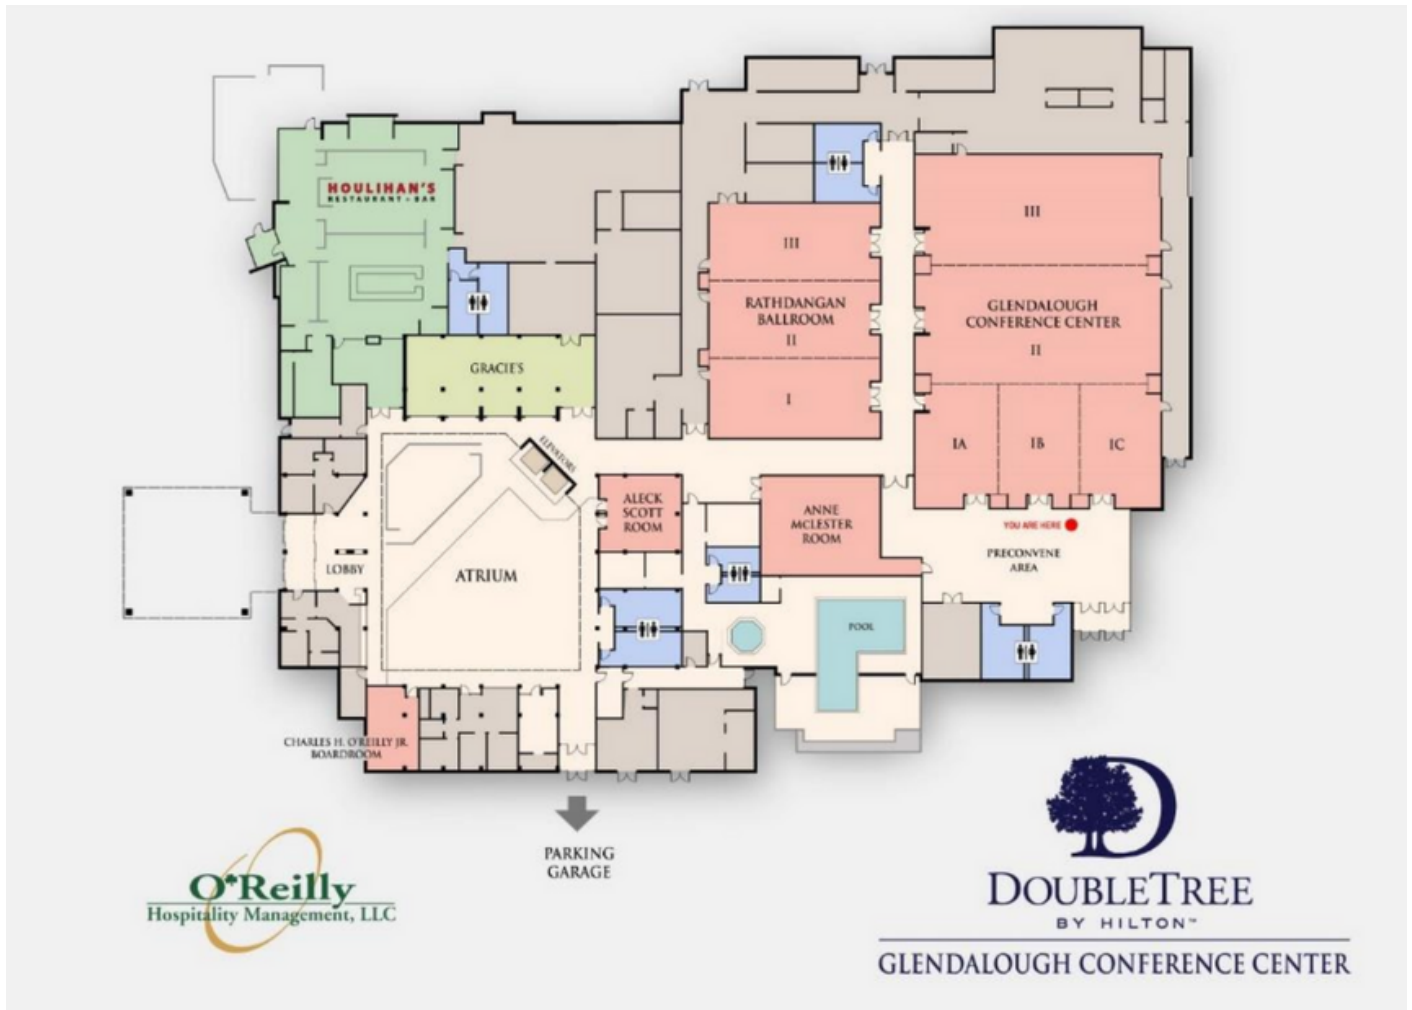 HOULIHAN'S
RESTAURANT + BAR
III
III
RATHDANGAN
BALLROOM
II
GLENDALOUGH
CONFERENCE CENTER
II
GRACIE'S
I
ELEVATORS
IA
IB
IC
ALECK
SCOTT
ROOM
ANNE
MCLESTER
ROOM
YOU ARE HERE
PRECONVENE
AREA
LOBBY
ATRIUM
POOL
CHARLES H. O'REILLY JR.
BOARDROOM
PARKING
GARAGE
O'Reilly
Hospitality Management, LLC
D
DOUBLETREE
BY HILTON™
GLENDALOUGH CONFERENCE CENTER